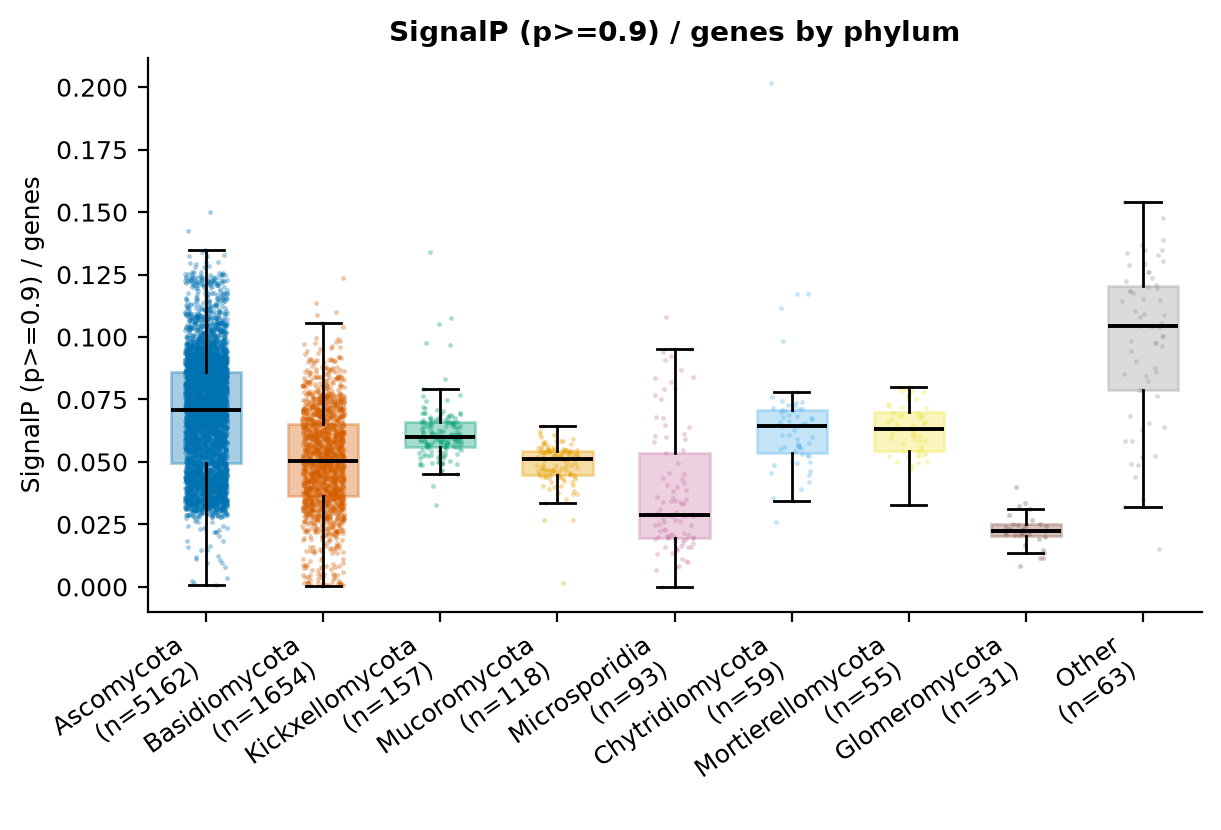 SignalP (p>=0.9) / genes by phylum
SignalP (p>=0.9) / genes
0.200
0.175
0.150
0.125
0.100
0.075
0.050
0.025
0.000
Ascomycota
(n=5162)
Basidiomycota
(n=1654)
Kickxellomycota
(n=157)
Mucoromycota
(n=118)
Microsporidia
(n=93)
Chytridiomycota
(n=59)
Mortierellomycota
(n=55)
Glomeromycota
(n=31)
Other
(n=63)